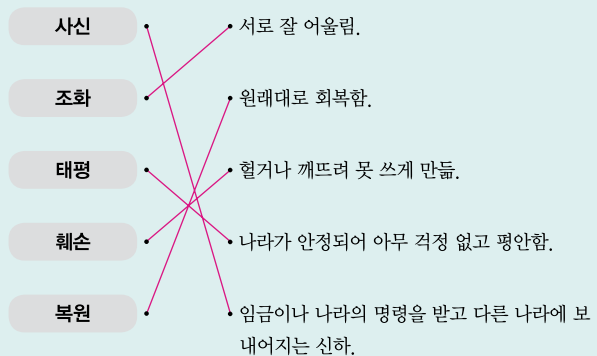 사신
서로 잘 어울림.
조화
원래대로 회복함.
태평
헐거나 깨뜨려 못 쓰게 만듦.
훼손
나라가 안정되어 아무 걱정 없고 평안함.
복원
임금이나 나라의 명령을 받고 다른 나라에 보
내어지는 신하.